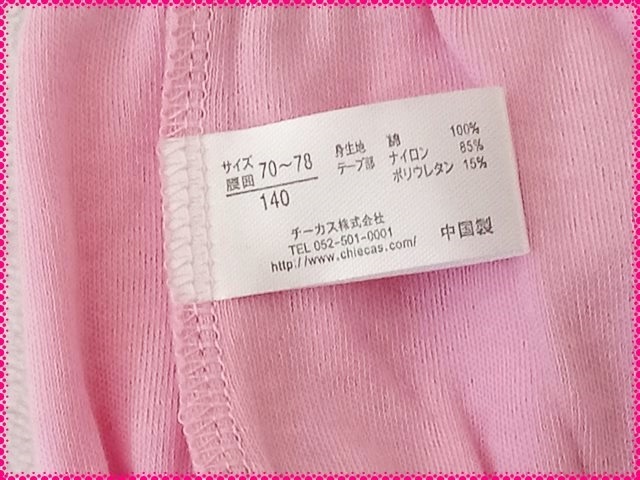 サイズ
腹囲 70～78
140
身生地 綿 100%
テープ部 ナイロン 85%
ポリウレタン 15%
チーカス株式会社
TEL 052-501-0001
http://www.chiecas.com/
中国製